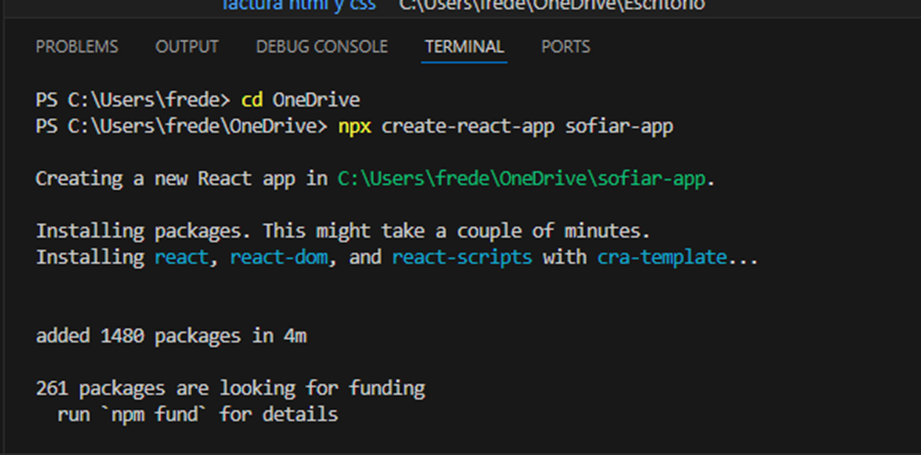 factura html y css C:\Users\frede\OneDrive\Escritorio
PROBLEMS OUTPUT DEBUG CONSOLE TERMINAL PORTS
PS C:\Users\frede> cd OneDrive
PS C:\Users\frede\OneDrive> npx create-react-app sofiar-app
Creating a new React app in C:\Users\frede\OneDrive\sofiar-app.
Installing packages. This might take a couple of minutes.
Installing react, react-dom, and react-scripts with cra-template...
added 1480 packages in 4m
261 packages are looking for funding
run `npm fund` for details